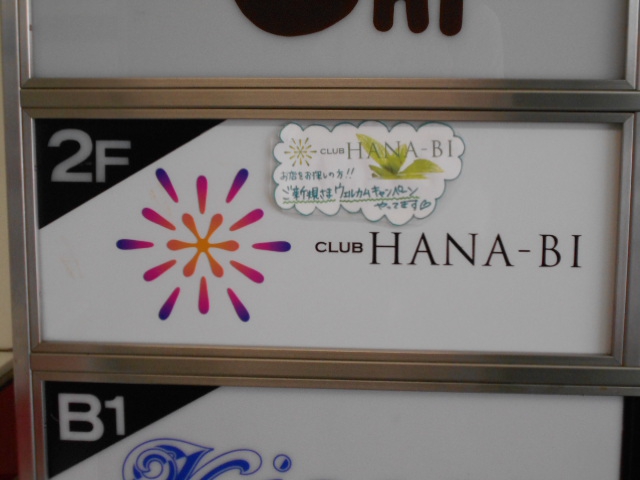 2F
CLUB HANA-BI
お店をお探しの方!!
ご新規さまウェルカムキャンペーン
やってます
CLUB HANA-BI
B1